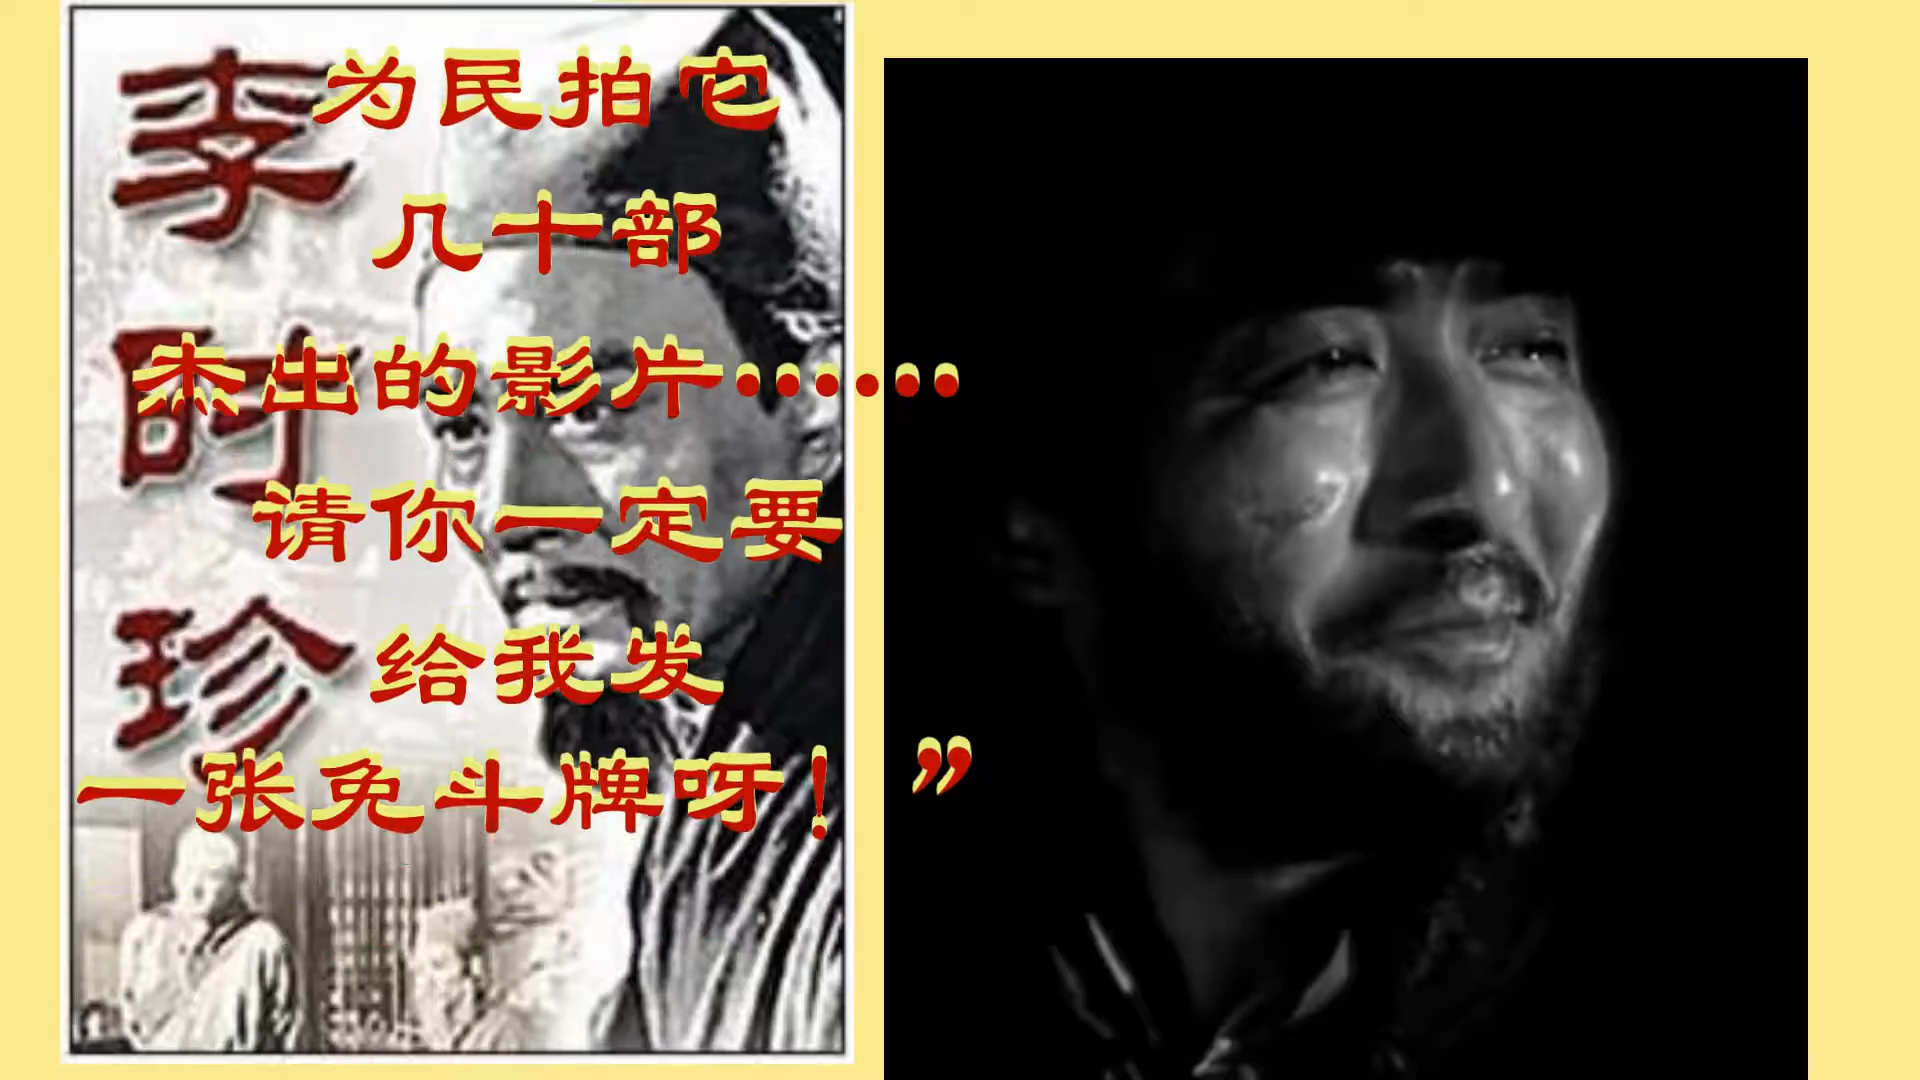 李时珍
为民拍它
几十部
杰出的影片······
请你一定要
给我发
一张免斗牌呀！”